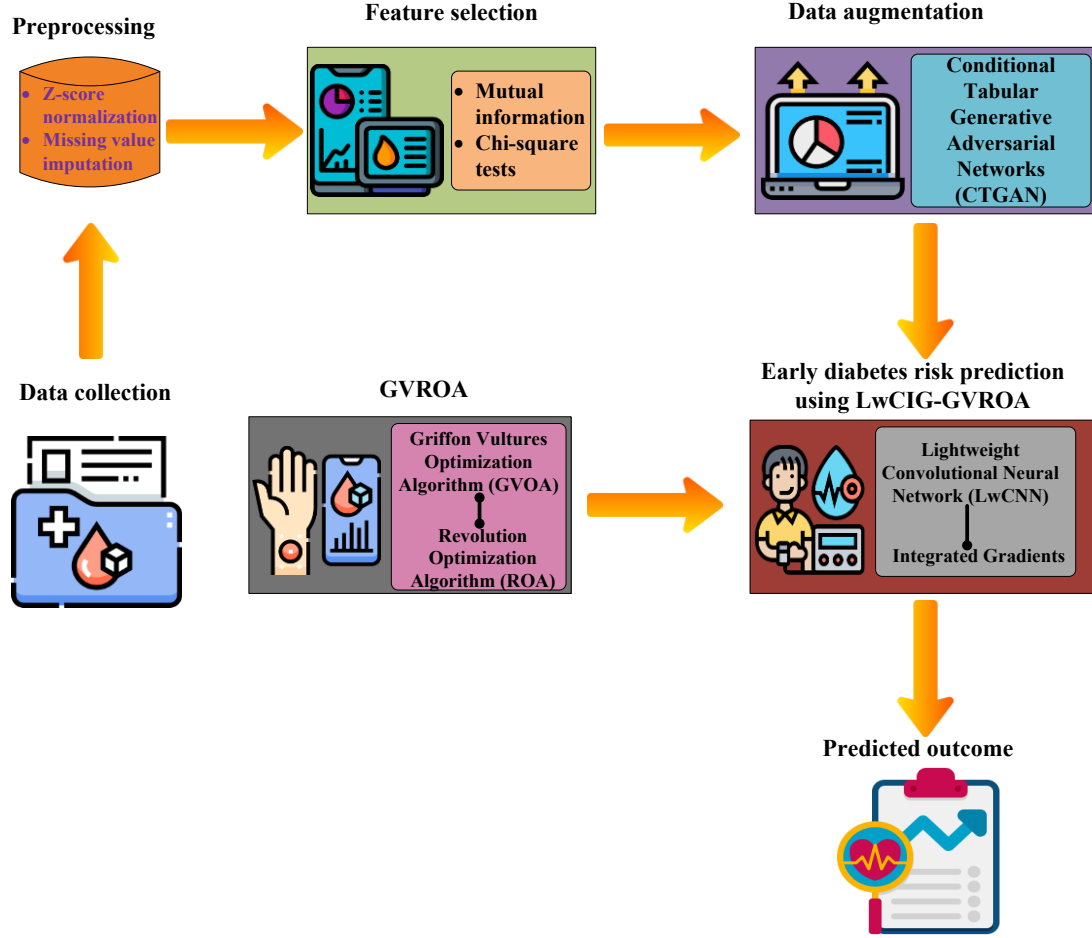 Preprocessing
• Z-score
normalization
• Missing value
imputation
Feature selection
• Mutual
information
• Chi-square
tests
Data augmentation
Conditional
Tabular
Generative
Adversarial
Networks
(CTGAN)
Data collection
GVROA
Griffon Vultures
Optimization
Algorithm (GVOA)
Revolution
Optimization
Algorithm (ROA)
Early diabetes risk prediction
using LwCIG-GVROA
Lightweight
Convolutional Neural
Network (LwCNN)
Integrated Gradients
Predicted outcome